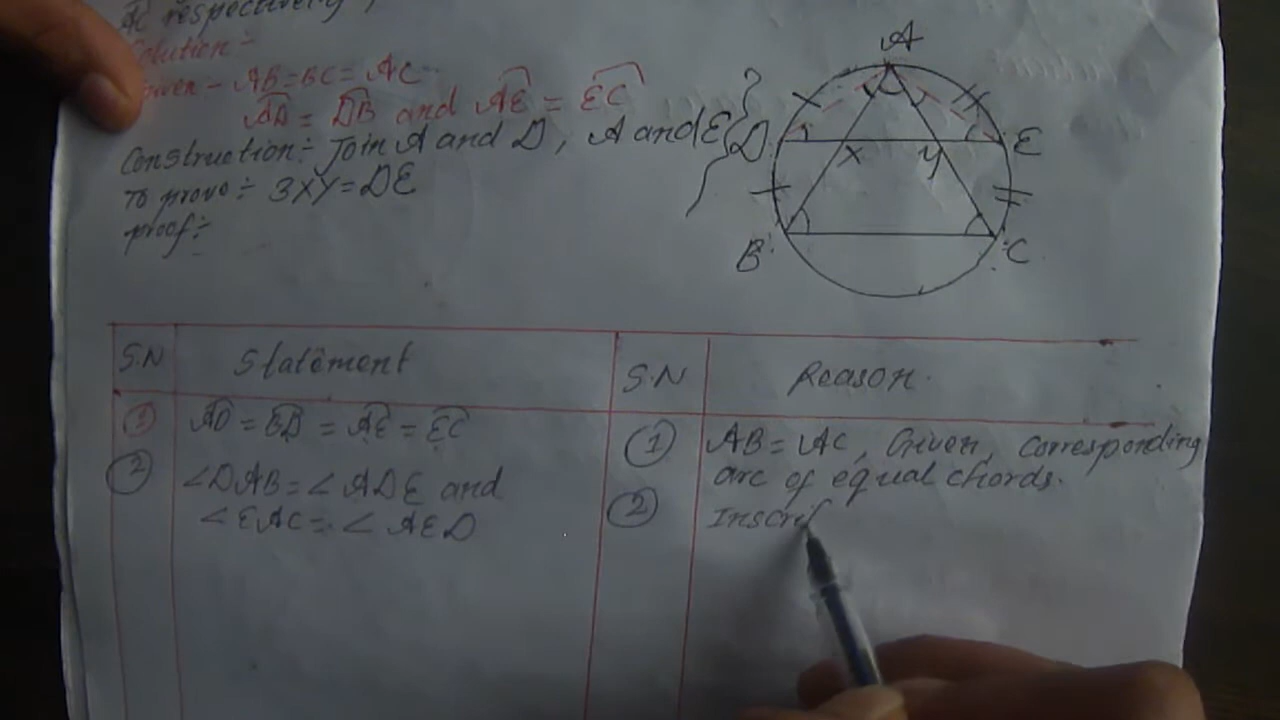 AC respectively,
Solution :-
Given - AB = BC = AC
AD = DB and AE = EC
Construction :- Join A and D, A and E
To prove :- 3XY = DE
proof :-
A
D
E
X
Y
B
C
S.N
Statement
S.N
Reason.
① AD = BD = AE = EC
② <DAB = < ADE and
<EAC = < AED
① AB = AC, Given, corresponding
arc of equal chords.
② Inscri